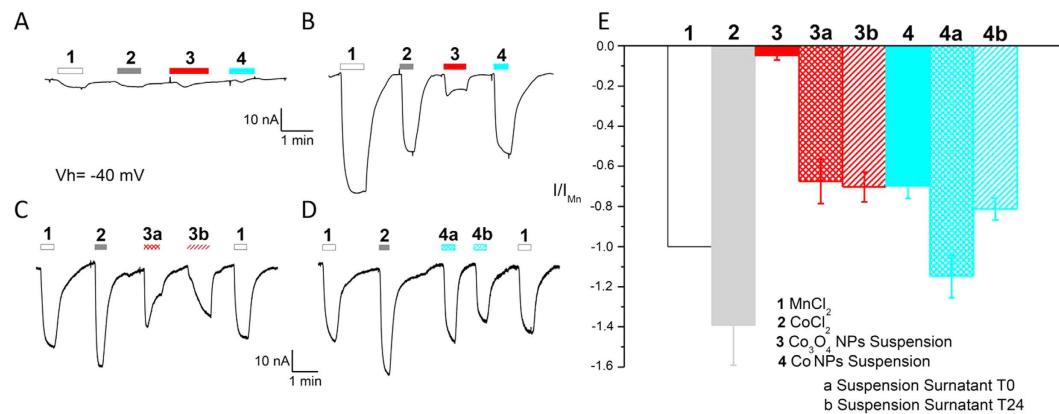 A
1 2 3 4
10 nA
1 min
Vh= -40 mV
B
1 2 3 4
C
1 2 3a 3b 1
D
1 2 4a 4b 1
10 nA
1 min
E
1 2 3 3a 3b 4 4a 4b
0.0
-0.2
-0.4
-0.6
-0.8
-1.0
-1.2
-1.4
-1.6
I/I_Mn
1 MnCl₂
2 CoCl₂
3 Co₃O₄ NPs Suspension
4 Co NPs Suspension
a Suspension Surnatant T0
b Suspension Surnatant T24